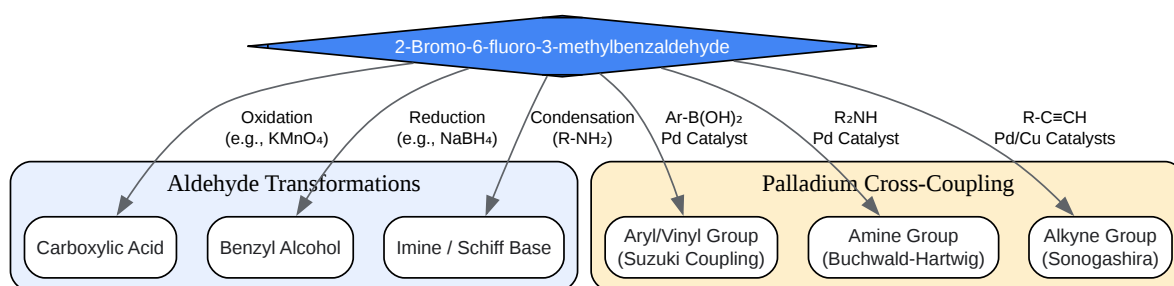 2-Bromo-6-fluoro-3-methylbenzaldehyde
Oxidation
(e.g., KMnO₄)
Reduction
(e.g., NaBH₄)
Condensation
(R-NH₂)
Ar-B(OH)₂
Pd Catalyst
R₂NH
Pd Catalyst
R-C≡CH
Pd/Cu Catalysts
Aldehyde Transformations
Palladium Cross-Coupling
Carboxylic Acid
Benzyl Alcohol
Imine / Schiff Base
Aryl/Vinyl Group
(Suzuki Coupling)
Amine Group
(Buchwald-Hartwig)
Alkyne Group
(Sonogashira)